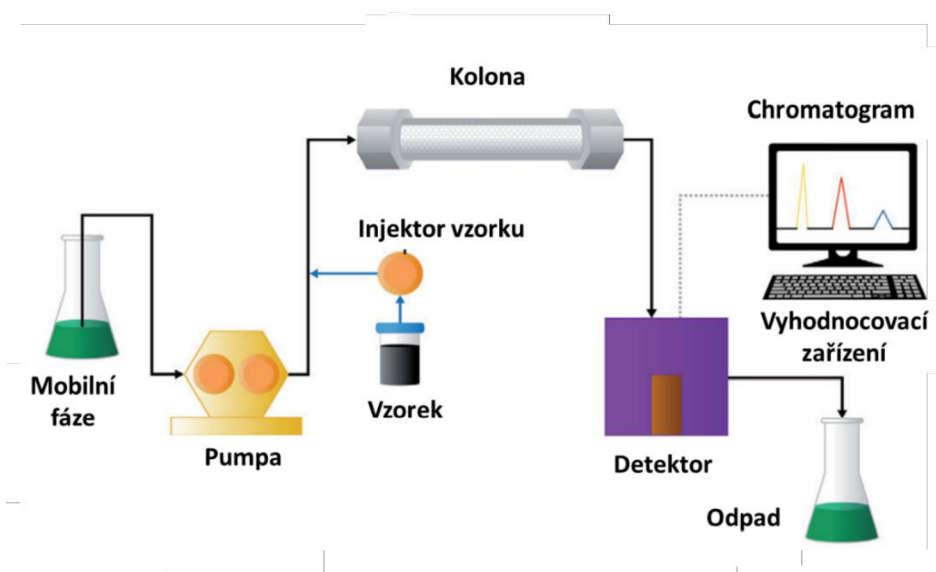 Kolona
Chromatogram
Injektor vzorku
Mobilní
fáze
Pumpa
Vzorek
Vyhodnocovací
zařízení
Detektor
Odpad